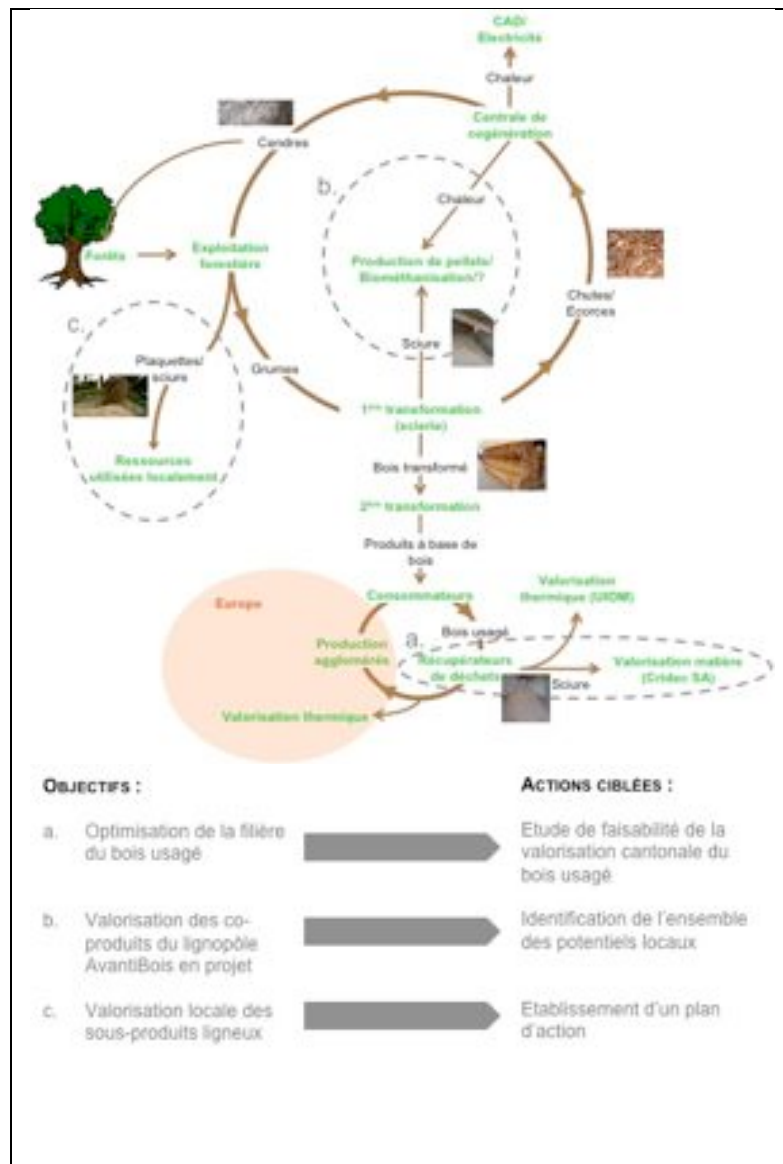 CAD/
Electricité
Chaleur
Centrale de
cogénération
Cendres
b.
Chaleur
Forêts
Exploitation
forestière
Production de pellets/
Biométhanisation/?
Chutes/
Ecorces
c.
Sciure
Plaquettes/
sciure
Grumes
1ère transformation
(scierie)
Ressources
utilisées localement
Bois transformé
2ème transformation
Produits à base de
bois
Consommateurs
Valorisation
thermique (UIOM)
Europe
Bois usagé
a.
Production
agglomérés
Récupérateurs
de déchets
Valorisation matière
(Cridec SA)
Sciure
Valorisation thermique
OBJECTIFS :
ACTIONS CIBLÉES :
a. Optimisation de la filière
du bois usagé
Etude de faisabilité de la
valorisation cantonale du
bois usagé
b. Valorisation des co-
produits du lignopôle
AvantiBois en projet
Identification de l'ensemble
des potentiels locaux
c. Valorisation locale des
sous-produits ligneux
Etablissement d'un plan
d'action